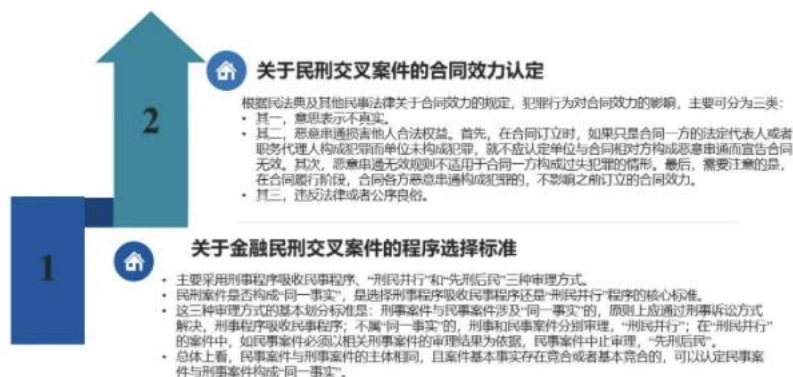 2
关于民刑交叉案件的合同效力认定
根据民法典及其他民事法律关于合同效力的规定，犯罪行为对合同效力的影响，主要可分为三类：
• 其一，意思表示不真实。
• 其二，恶意串通损害他人合法权益。首先，在合同订立时，如果只是合同一方的法定代表人或者
职务代理人构成犯罪而单位未构成犯罪，就不应认定单位与合同相对方构成恶意串通而宣告合同
无效。其次，恶意串通无效规则不适用于合同一方构成过失犯罪的情形。最后，需要注意的是，
在合同履行阶段，合同各方恶意串通构成犯罪的，不影响之前订立的合同效力。
• 其三，违反法律或者公序良俗。
1
关于金融民刑交叉案件的程序选择标准
• 主要采用刑事程序吸收民事程序、“刑民并行”和“先刑后民”三种审理方式。
• 民刑案件是否构成“同一事实”，是选择刑事程序吸收民事程序还是“刑民并行”程序的核心标准。
• 这三种审理方式的基本划分标准是：刑事案件与民事案件涉及“同一事实”的，原则上应通过刑事诉讼方式
解决，刑事程序吸收民事程序；不属“同一事实”的，刑事和民事案件分别审理，“刑民并行”；在“刑民并行”
的案件中，如民事案件必须以相关刑事案件的审理结果为依据，民事案件中止审理，“先刑后民”。
• 总体上看，民事案件与刑事案件的主体相同，且案件基本事实存在竞合或者基本竞合的，可以认定民事案
件与刑事案件构成“同一事实”。